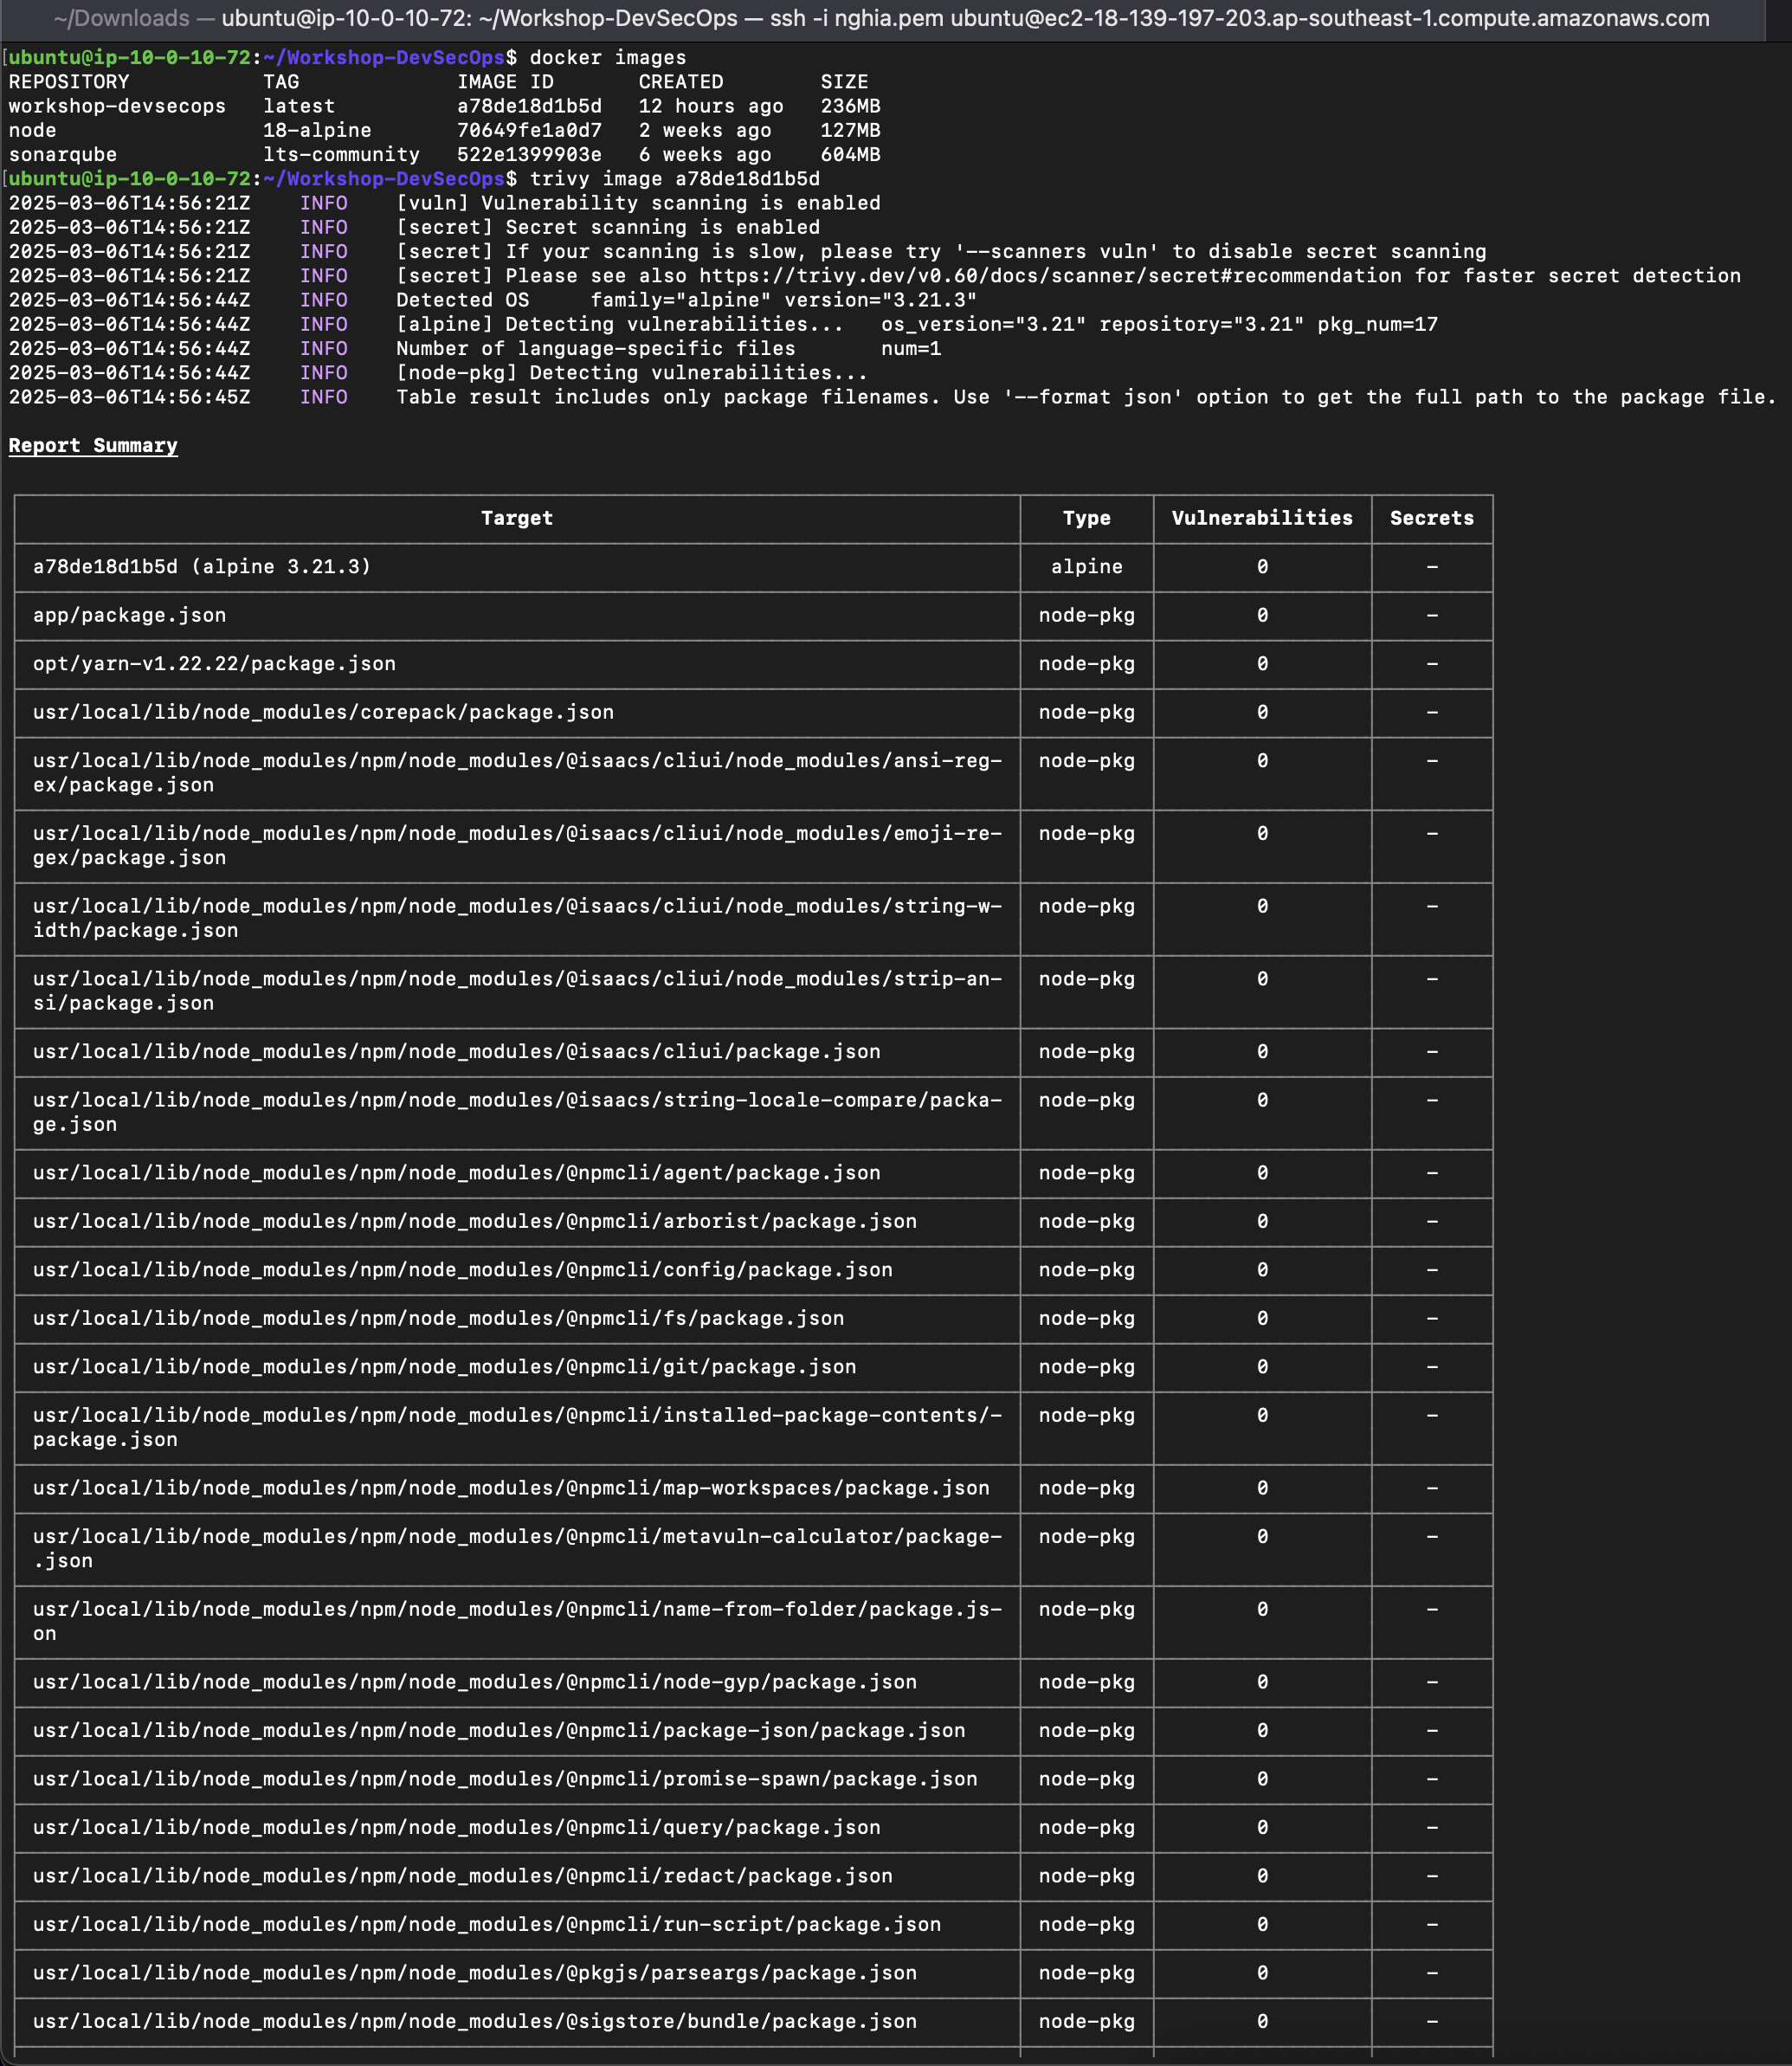 ~/Downloads — ubuntu@ip-10-0-10-72: ~/Workshop-DevSecOps — ssh -i nghia.pem ubuntu@ec2-18-139-197-203.ap-southeast-1.compute.amazonaws.com
[ubuntu@ip-10-0-10-72:~/Workshop-DevSecOps$ docker images
REPOSITORY TAG IMAGE ID CREATED SIZE
workshop-devsecops latest a78de18d1b5d 12 hours ago 236MB
node 18-alpine 70649fe1a0d7 2 weeks ago 127MB
sonarqube lts-community 522e1399903e 6 weeks ago 604MB
[ubuntu@ip-10-0-10-72:~/Workshop-DevSecOps$ trivy image a78de18d1b5d
2025-03-06T14:56:21Z INFO [vuln] Vulnerability scanning is enabled
2025-03-06T14:56:21Z INFO [secret] Secret scanning is enabled
2025-03-06T14:56:21Z INFO [secret] If your scanning is slow, please try '--scanners vuln' to disable secret scanning
2025-03-06T14:56:21Z INFO [secret] Please see also https://trivy.dev/v0.60/docs/scanner/secret#recommendation for faster secret detection
2025-03-06T14:56:44Z INFO Detected OS family="alpine" version="3.21.3"
2025-03-06T14:56:44Z INFO [alpine] Detecting vulnerabilities... os_version="3.21" repository="3.21" pkg_num=17
2025-03-06T14:56:44Z INFO Number of language-specific files num=1
2025-03-06T14:56:44Z INFO [node-pkg] Detecting vulnerabilities...
2025-03-06T14:56:45Z INFO Table result includes only package filenames. Use '--format json' option to get the full path to the package file.
Report Summary
Target Type Vulnerabilities Secrets
a78de18d1b5d (alpine 3.21.3) alpine 0 -
app/package.json node-pkg 0 -
opt/yarn-v1.22.22/package.json node-pkg 0 -
usr/local/lib/node_modules/corepack/package.json node-pkg 0 -
usr/local/lib/node_modules/npm/node_modules/@isaacs/cliui/node_modules/ansi-reg- node-pkg 0 -
ex/package.json
usr/local/lib/node_modules/npm/node_modules/@isaacs/cliui/node_modules/emoji-re- node-pkg 0 -
gex/package.json
usr/local/lib/node_modules/npm/node_modules/@isaacs/cliui/node_modules/string-w- node-pkg 0 -
idth/package.json
usr/local/lib/node_modules/npm/node_modules/@isaacs/cliui/node_modules/strip-an- node-pkg 0 -
si/package.json
usr/local/lib/node_modules/npm/node_modules/@isaacs/cliui/package.json node-pkg 0 -
usr/local/lib/node_modules/npm/node_modules/@isaacs/string-locale-compare/packa- node-pkg 0 -
ge.json
usr/local/lib/node_modules/npm/node_modules/@npmcli/agent/package.json node-pkg 0 -
usr/local/lib/node_modules/npm/node_modules/@npmcli/arborist/package.json node-pkg 0 -
usr/local/lib/node_modules/npm/node_modules/@npmcli/config/package.json node-pkg 0 -
usr/local/lib/node_modules/npm/node_modules/@npmcli/fs/package.json node-pkg 0 -
usr/local/lib/node_modules/npm/node_modules/@npmcli/git/package.json node-pkg 0 -
usr/local/lib/node_modules/npm/node_modules/@npmcli/installed-package-contents/- node-pkg 0 -
package.json
usr/local/lib/node_modules/npm/node_modules/@npmcli/map-workspaces/package.json node-pkg 0 -
usr/local/lib/node_modules/npm/node_modules/@npmcli/metavuln-calculator/package- node-pkg 0 -
.json
usr/local/lib/node_modules/npm/node_modules/@npmcli/name-from-folder/package.js- node-pkg 0 -
on
usr/local/lib/node_modules/npm/node_modules/@npmcli/node-gyp/package.json node-pkg 0 -
usr/local/lib/node_modules/npm/node_modules/@npmcli/package-json/package.json node-pkg 0 -
usr/local/lib/node_modules/npm/node_modules/@npmcli/promise-spawn/package.json node-pkg 0 -
usr/local/lib/node_modules/npm/node_modules/@npmcli/query/package.json node-pkg 0 -
usr/local/lib/node_modules/npm/node_modules/@npmcli/redact/package.json node-pkg 0 -
usr/local/lib/node_modules/npm/node_modules/@npmcli/run-script/package.json node-pkg 0 -
usr/local/lib/node_modules/npm/node_modules/@pkgjs/parseargs/package.json node-pkg 0 -
usr/local/lib/node_modules/npm/node_modules/@sigstore/bundle/package.json node-pkg 0 -